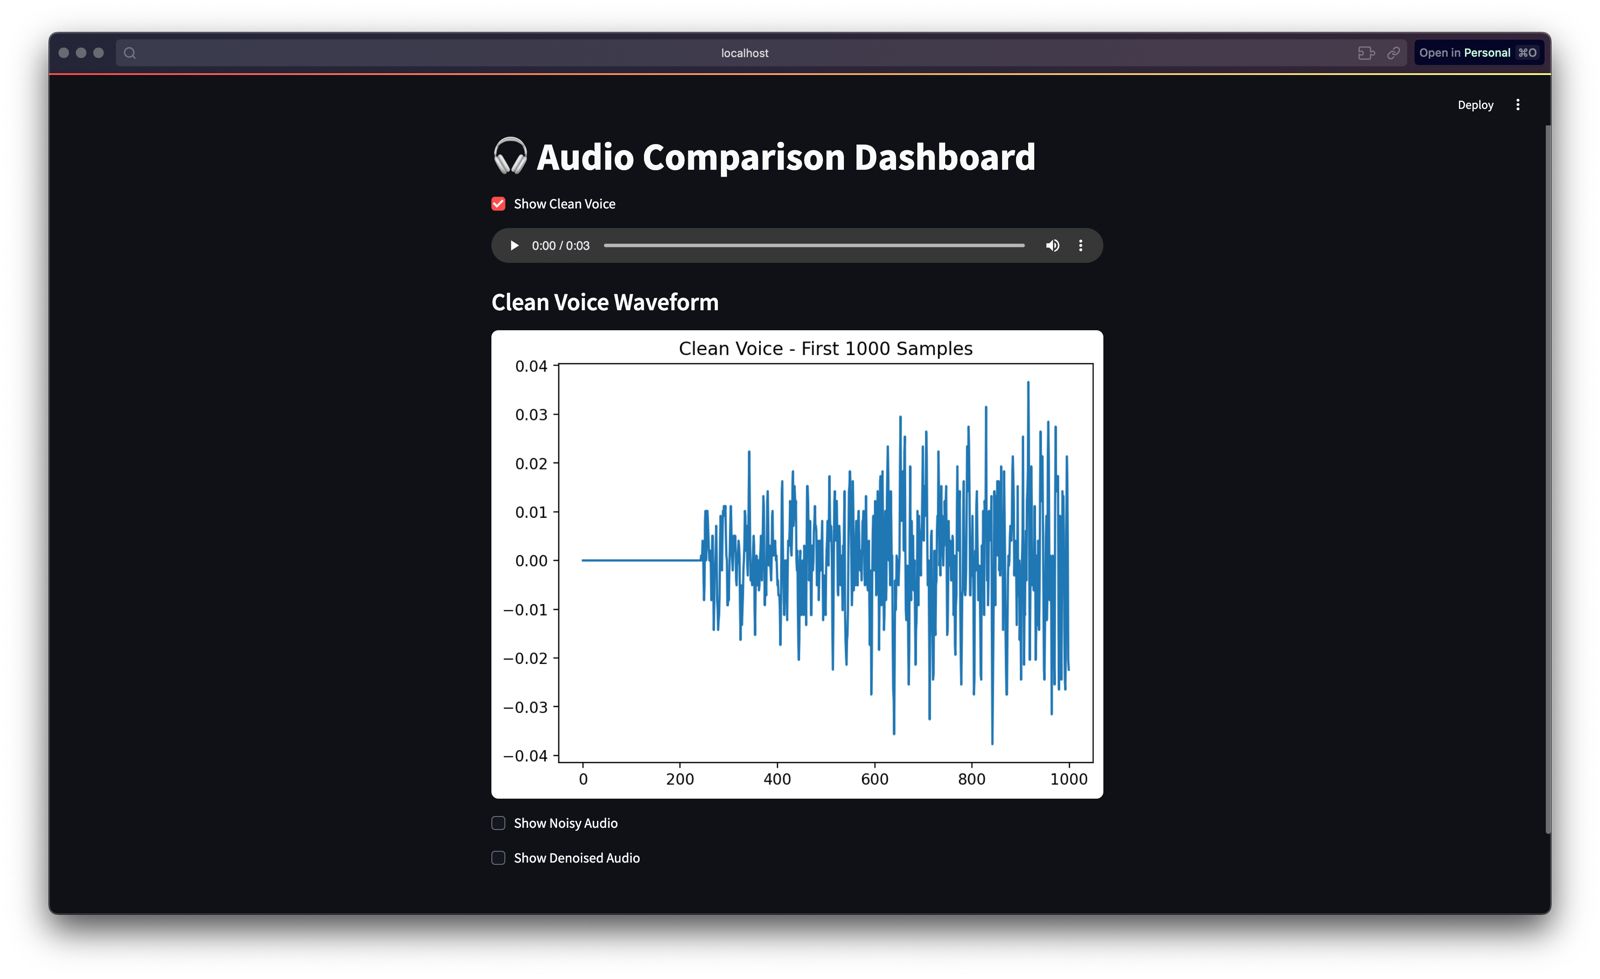 localhost
Open in Personal ⌘O
Deploy
🎧 Audio Comparison Dashboard
Show Clean Voice
0:00 / 0:03
Clean Voice Waveform
Clean Voice - First 1000 Samples
0.04
0.03
0.02
0.01
0.00
−0.01
−0.02
−0.03
−0.04
0 200 400 600 800 1000
Show Noisy Audio
Show Denoised Audio